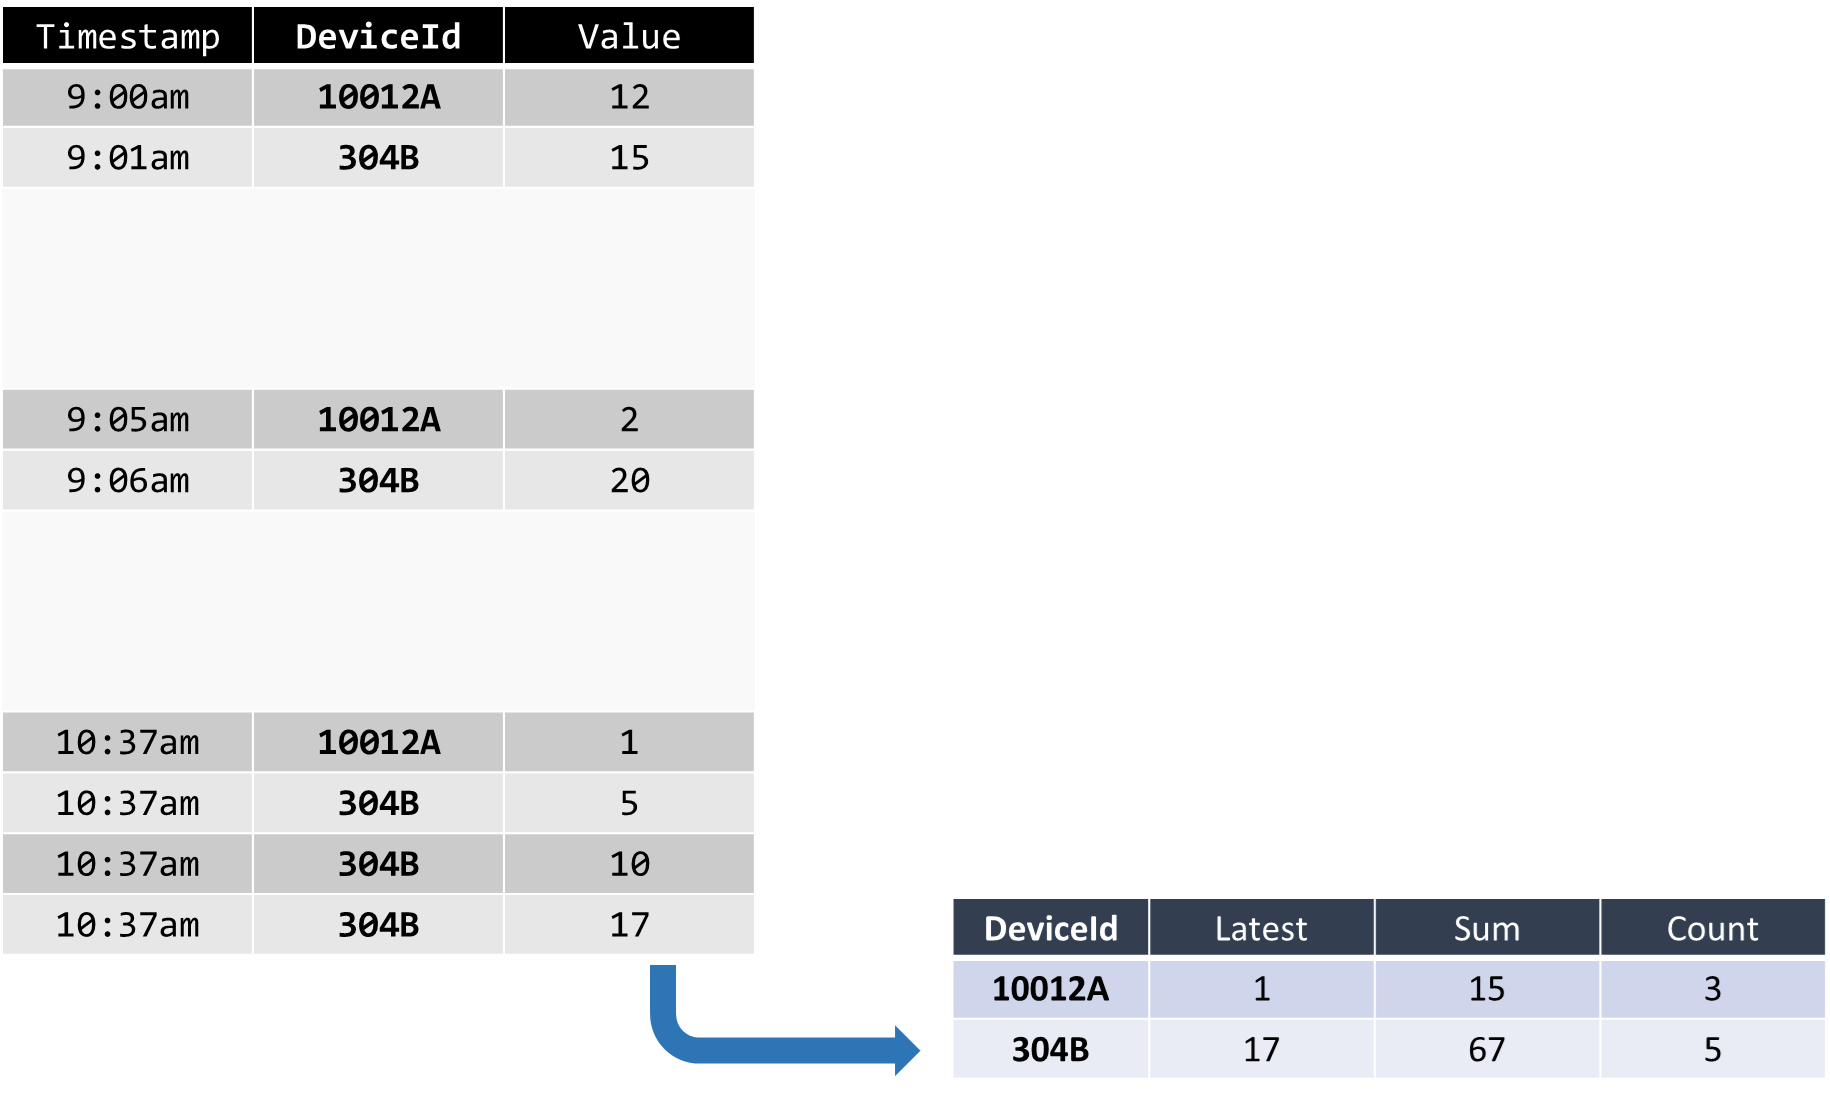 Timestamp DeviceId Value
9:00am 10012A 12
9:01am 304B 15
9:05am 10012A 2
9:06am 304B 20
10:37am 10012A 1
10:37am 304B 5
10:37am 304B 10
10:37am 304B 17
DeviceId Latest Sum Count
10012A 1 15 3
304B 17 67 5